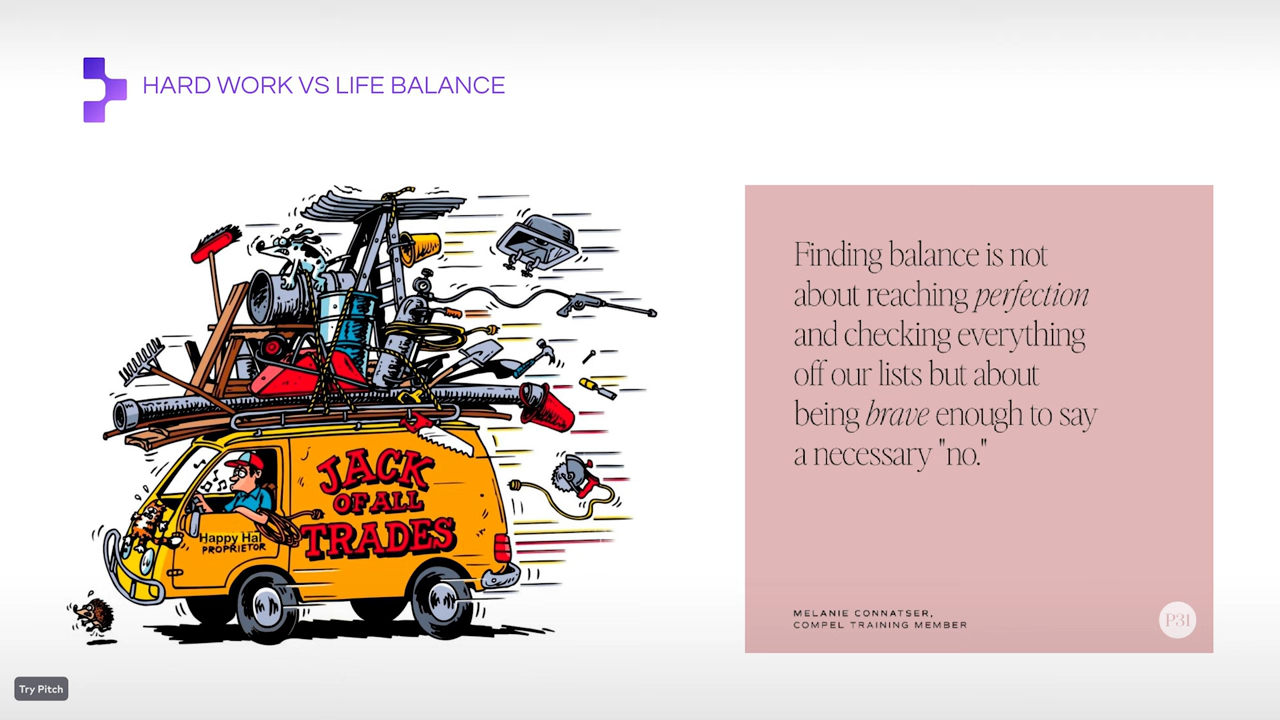 HARD WORK VS LIFE BALANCE
JACK
OF ALL
TRADES
Happy Hal
PROPRIETOR
Finding balance is not
about reaching perfection
and checking everything
off our lists but about
being brave enough to say
a necessary "no."
MELANIE CONNATSER,
COMPEL TRAINING MEMBER
P31
Try Pitch